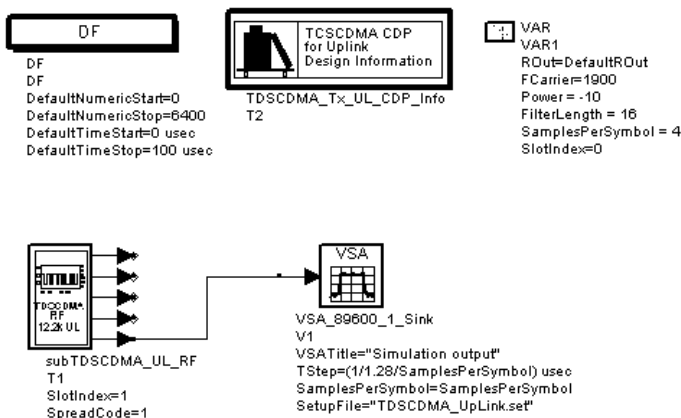 DF
DF
DF
DefaultNumericStart=0
DefaultNumericStop=6400
DefaultTimeStart=0 usec
DefaultTimeStop=100 usec
TCSCDMA CDP
for Uplink
Design Information
TDSCDMA_Tx_UL_CDP_Info
T2
VAR
VAR1
ROut=DefaultROut
FCarrier=1900
Power = -10
FilterLength = 16
SamplesPerSymbol = 4
SlotIndex=0
TDSCDMA
RF
12.2K UL
subTDSCDMA_UL_RF
T1
SlotIndex=1
SpreadCode=1
VSA
VSA_89600_1_Sink
V1
VSATitle="Simulation output"
TStep=(1/1.28/SamplesPerSymbol) usec
SamplesPerSymbol=SamplesPerSymbol
SetupFile="TDSCDMA_UpLink.set"